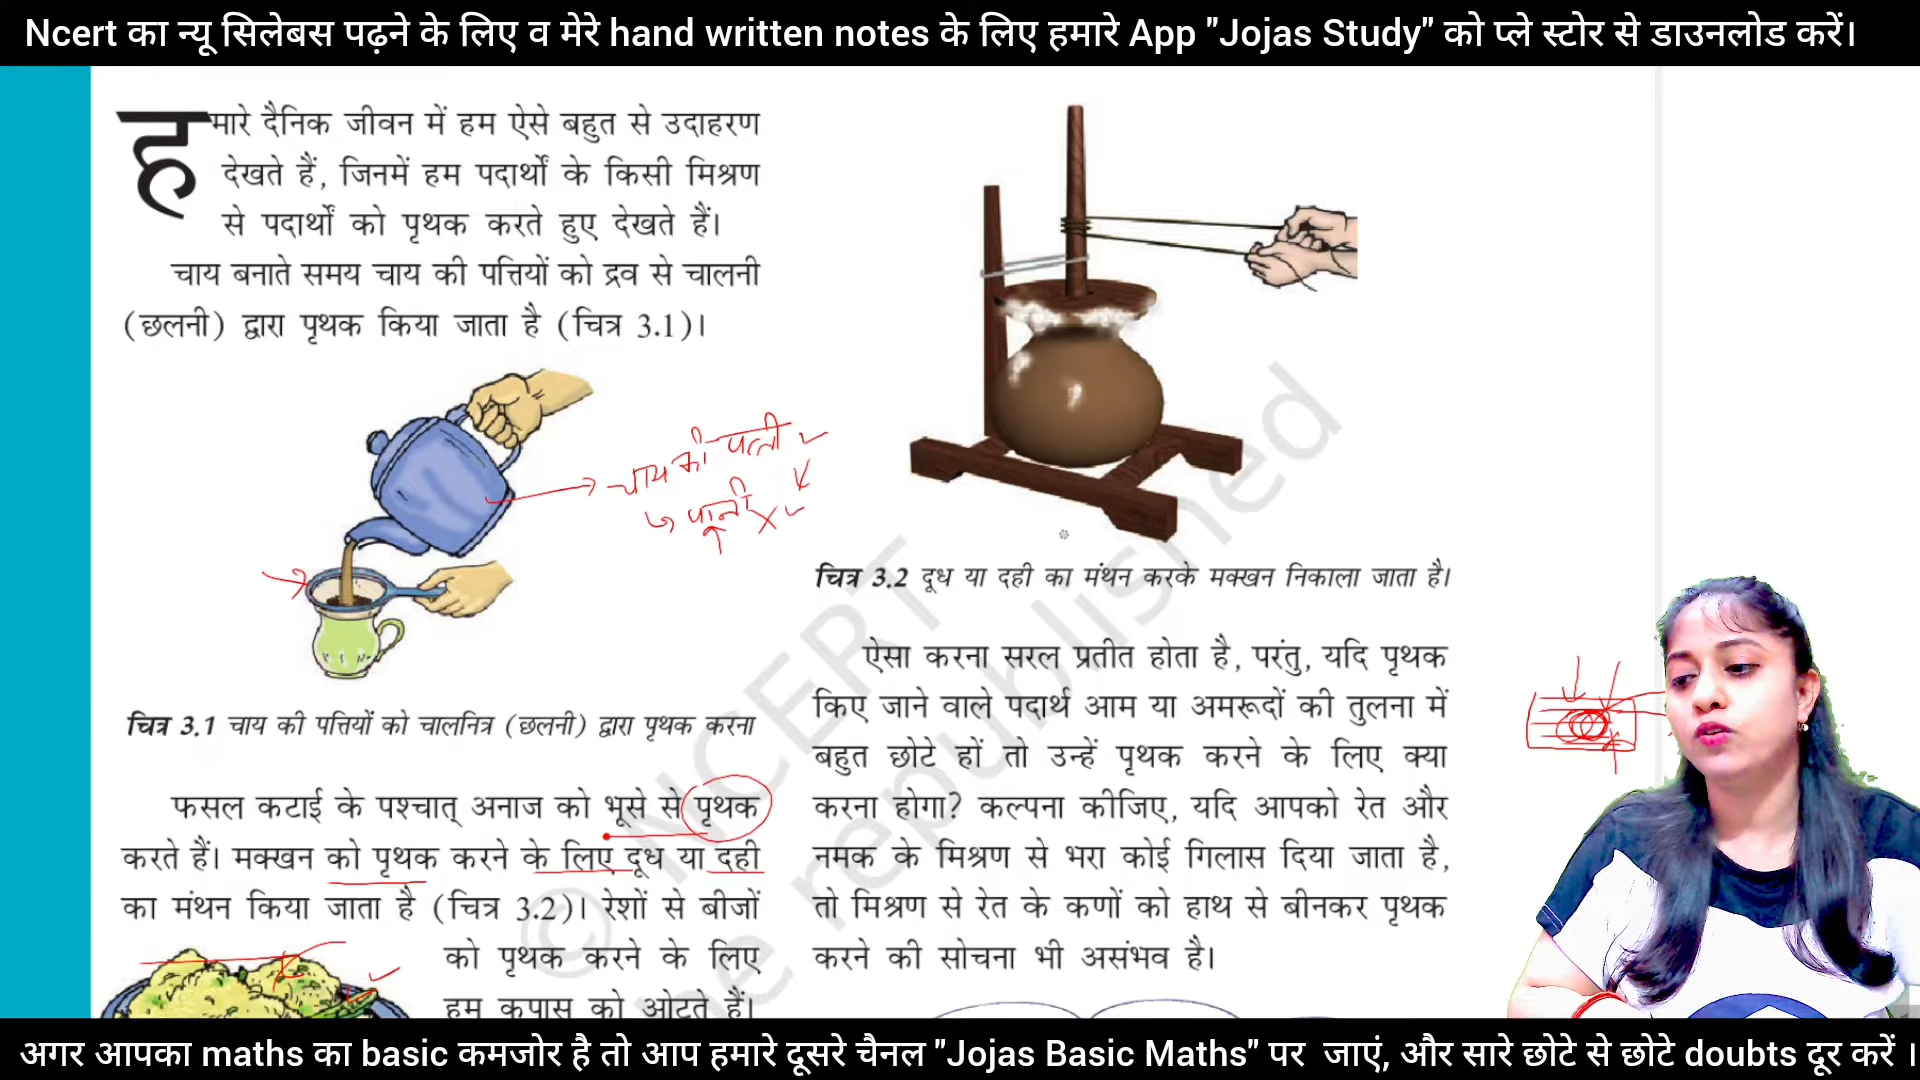 Ncert का न्यू सिलेबस पढ़ने के लिए व मेरे hand written notes के लिए हमारे App "Jojas Study" को प्ले स्टोर से डाउनलोड करें।
हमारे दैनिक जीवन में हम ऐसे बहुत से उदाहरण
देखते हैं, जिनमें हम पदार्थों के किसी मिश्रण
से पदार्थों को पृथक करते हुए देखते हैं।
चाय बनाते समय चाय की पत्तियों को द्रव से चालनी
(छलनी) द्वारा पृथक किया जाता है (चित्र 3.1)।
चाय की पत्ती
पानी
चित्र 3.1 चाय की पत्तियों को चालनित्र (छलनी) द्वारा पृथक करना
फसल कटाई के पश्चात् अनाज को भूसे से पृथक
करते हैं। मक्खन को पृथक करने के लिए दूध या दही
का मंथन किया जाता है (चित्र 3.2)। रेशों से बीजों
को पृथक करने के लिए
हम कपास को ओटते हैं।
चित्र 3.2 दूध या दही का मंथन करके मक्खन निकाला जाता है।
ऐसा करना सरल प्रतीत होता है, परंतु, यदि पृथक
किए जाने वाले पदार्थ आम या अमरूदों की तुलना में
बहुत छोटे हों तो उन्हें पृथक करने के लिए क्या
करना होगा? कल्पना कीजिए, यदि आपको रेत और
नमक के मिश्रण से भरा कोई गिलास दिया जाता है,
तो मिश्रण से रेत के कणों को हाथ से बीनकर पृथक
करने की सोचना भी असंभव है।
© NCERT
be republished
अगर आपका maths का basic कमजोर है तो आप हमारे दूसरे चैनल "Jojas Basic Maths" पर जाएं, और सारे छोटे से छोटे doubts दूर करें ।